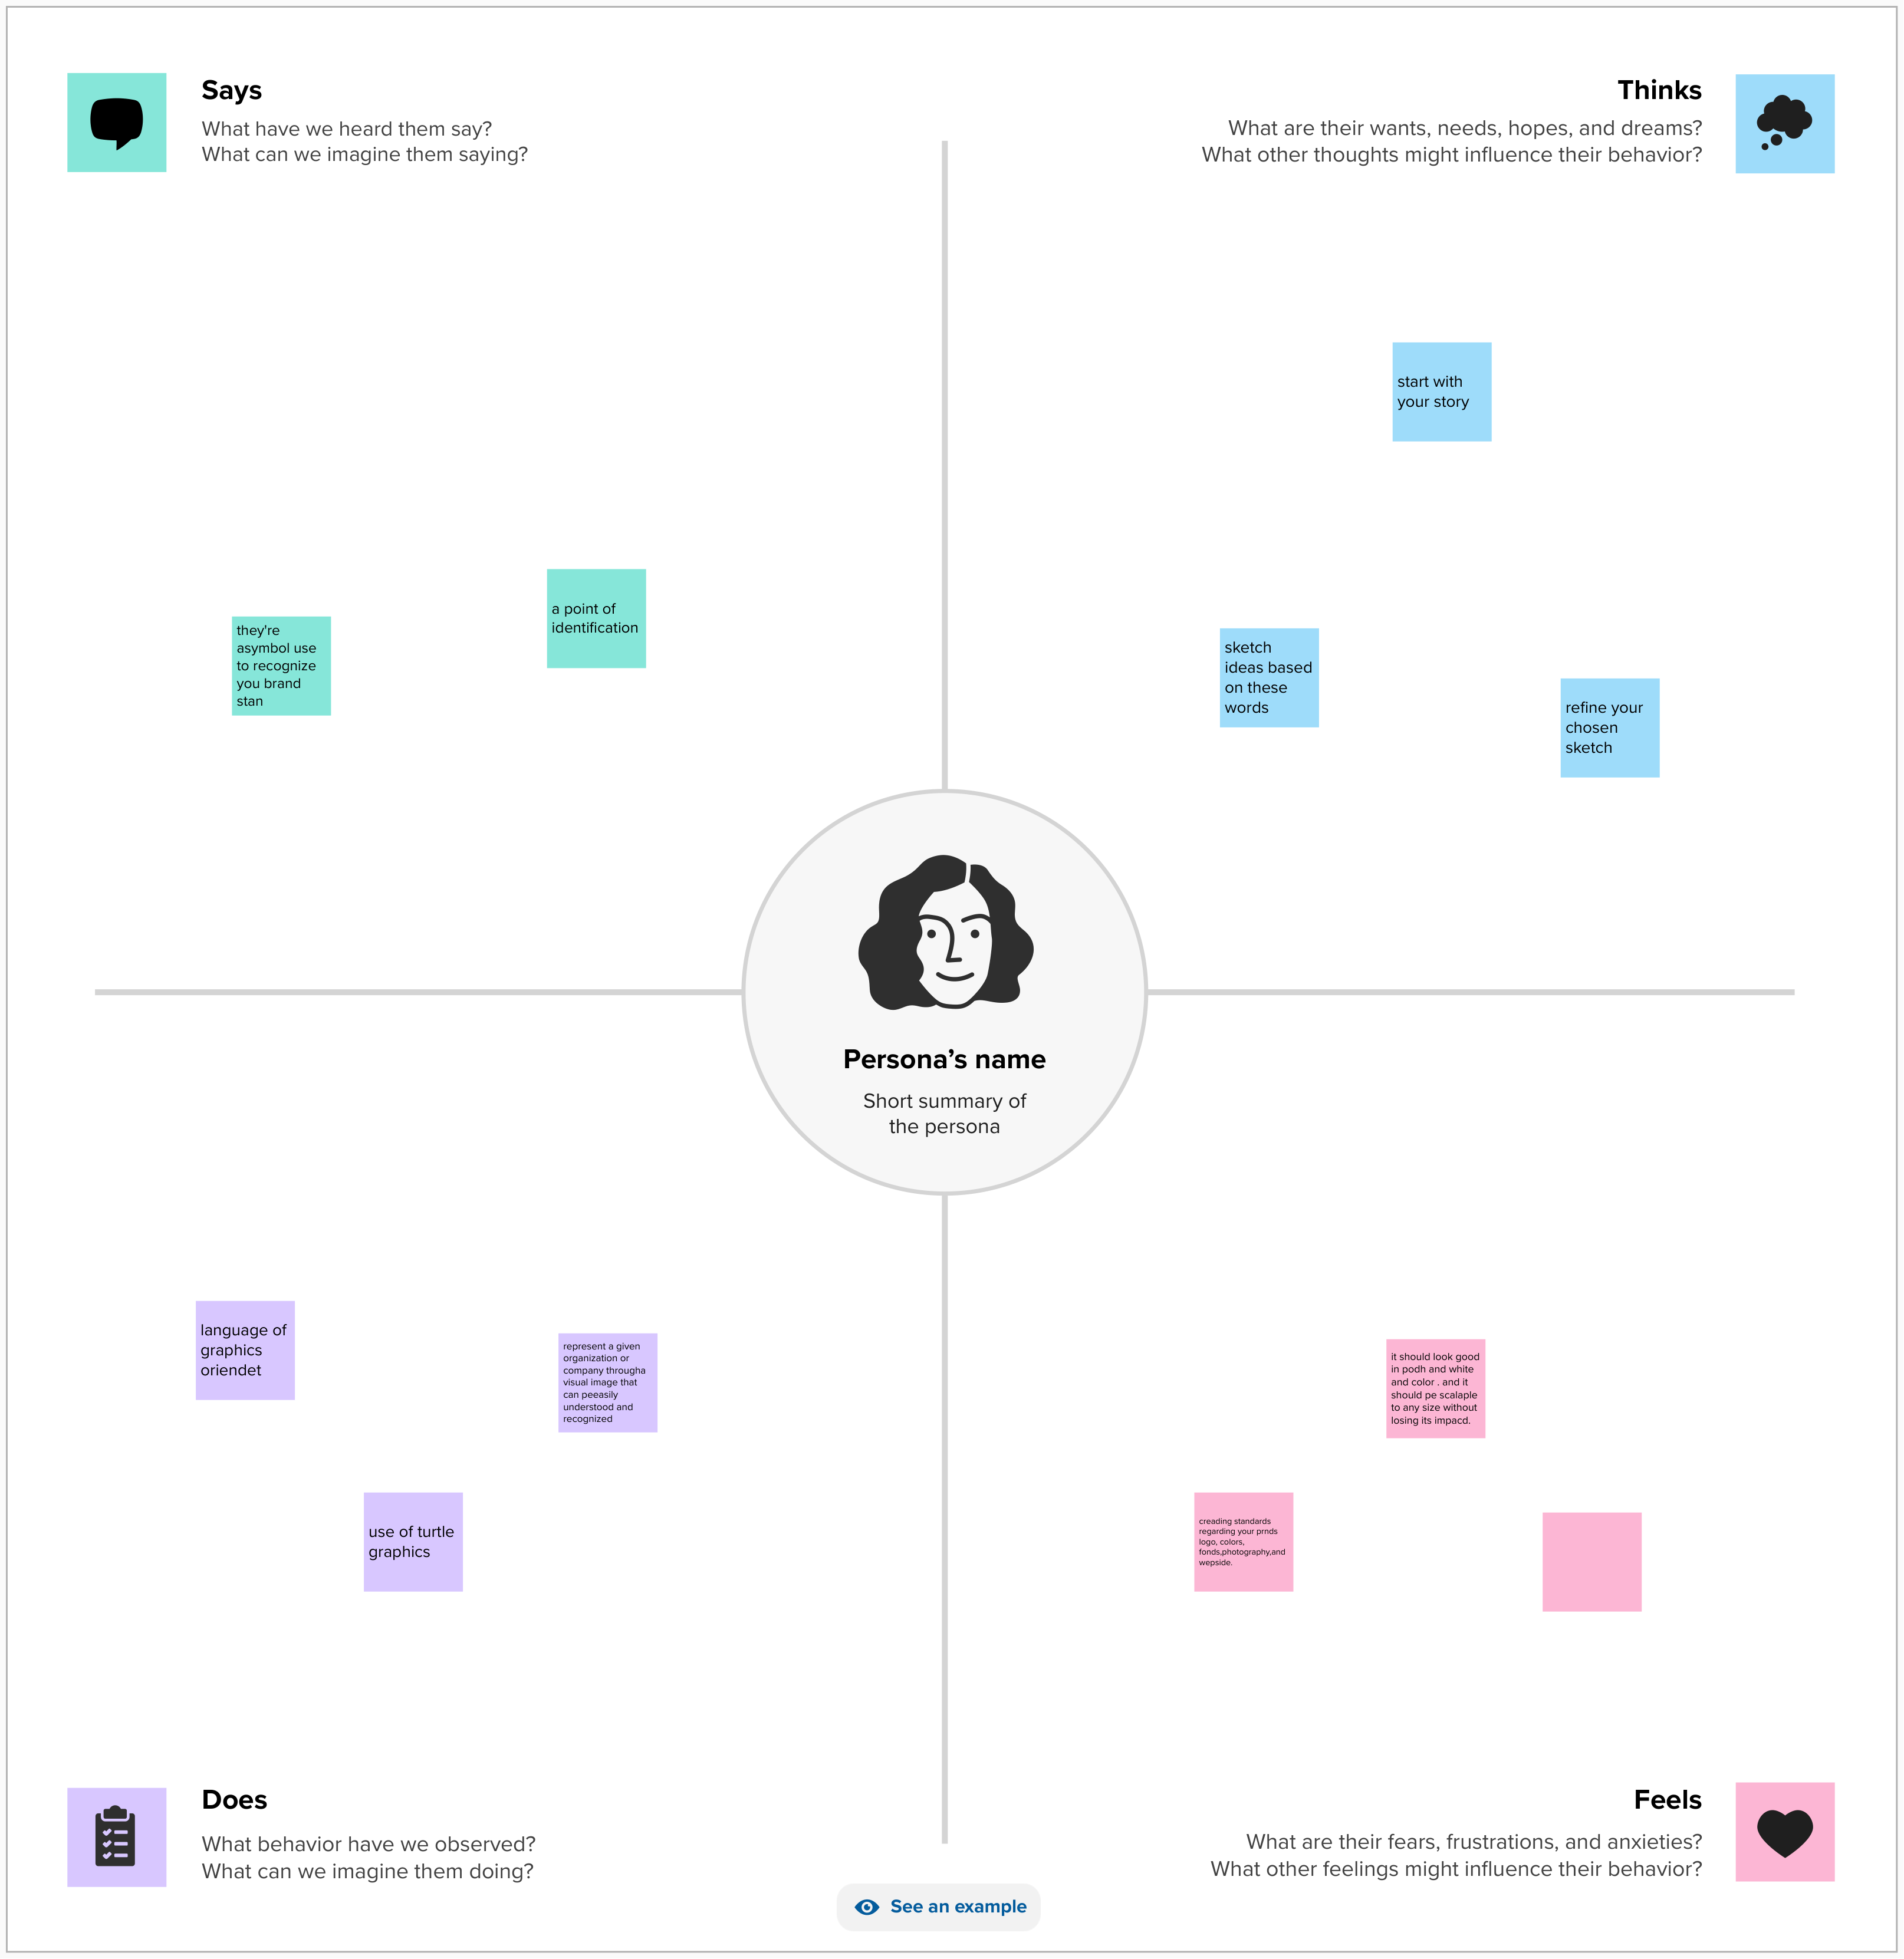 Says
What have we heard them say?
What can we imagine them saying?
Thinks
What are their wants, needs, hopes, and dreams?
What other thoughts might influence their behavior?
start with
your story
a point of
identification
they're
asymbol use
to recognize
you brand
stan
sketch
ideas based
on these
words
refine your
chosen
sketch
Persona’s name
Short summary of
the persona
language of
graphics
oriendet
represent a given
organization or
company througha
visual image that
can peeasily
understood and
recognized
use of turtle
graphics
it should look good
in podh and white
and color . and it
should pe scalaple
to any size without
losing its impacd.
creading standards
regarding your prnds
logo, colors,
fonds,photography,and
wepside.
Does
What behavior have we observed?
What can we imagine them doing?
Feels
What are their fears, frustrations, and anxieties?
What other feelings might influence their behavior?
See an example